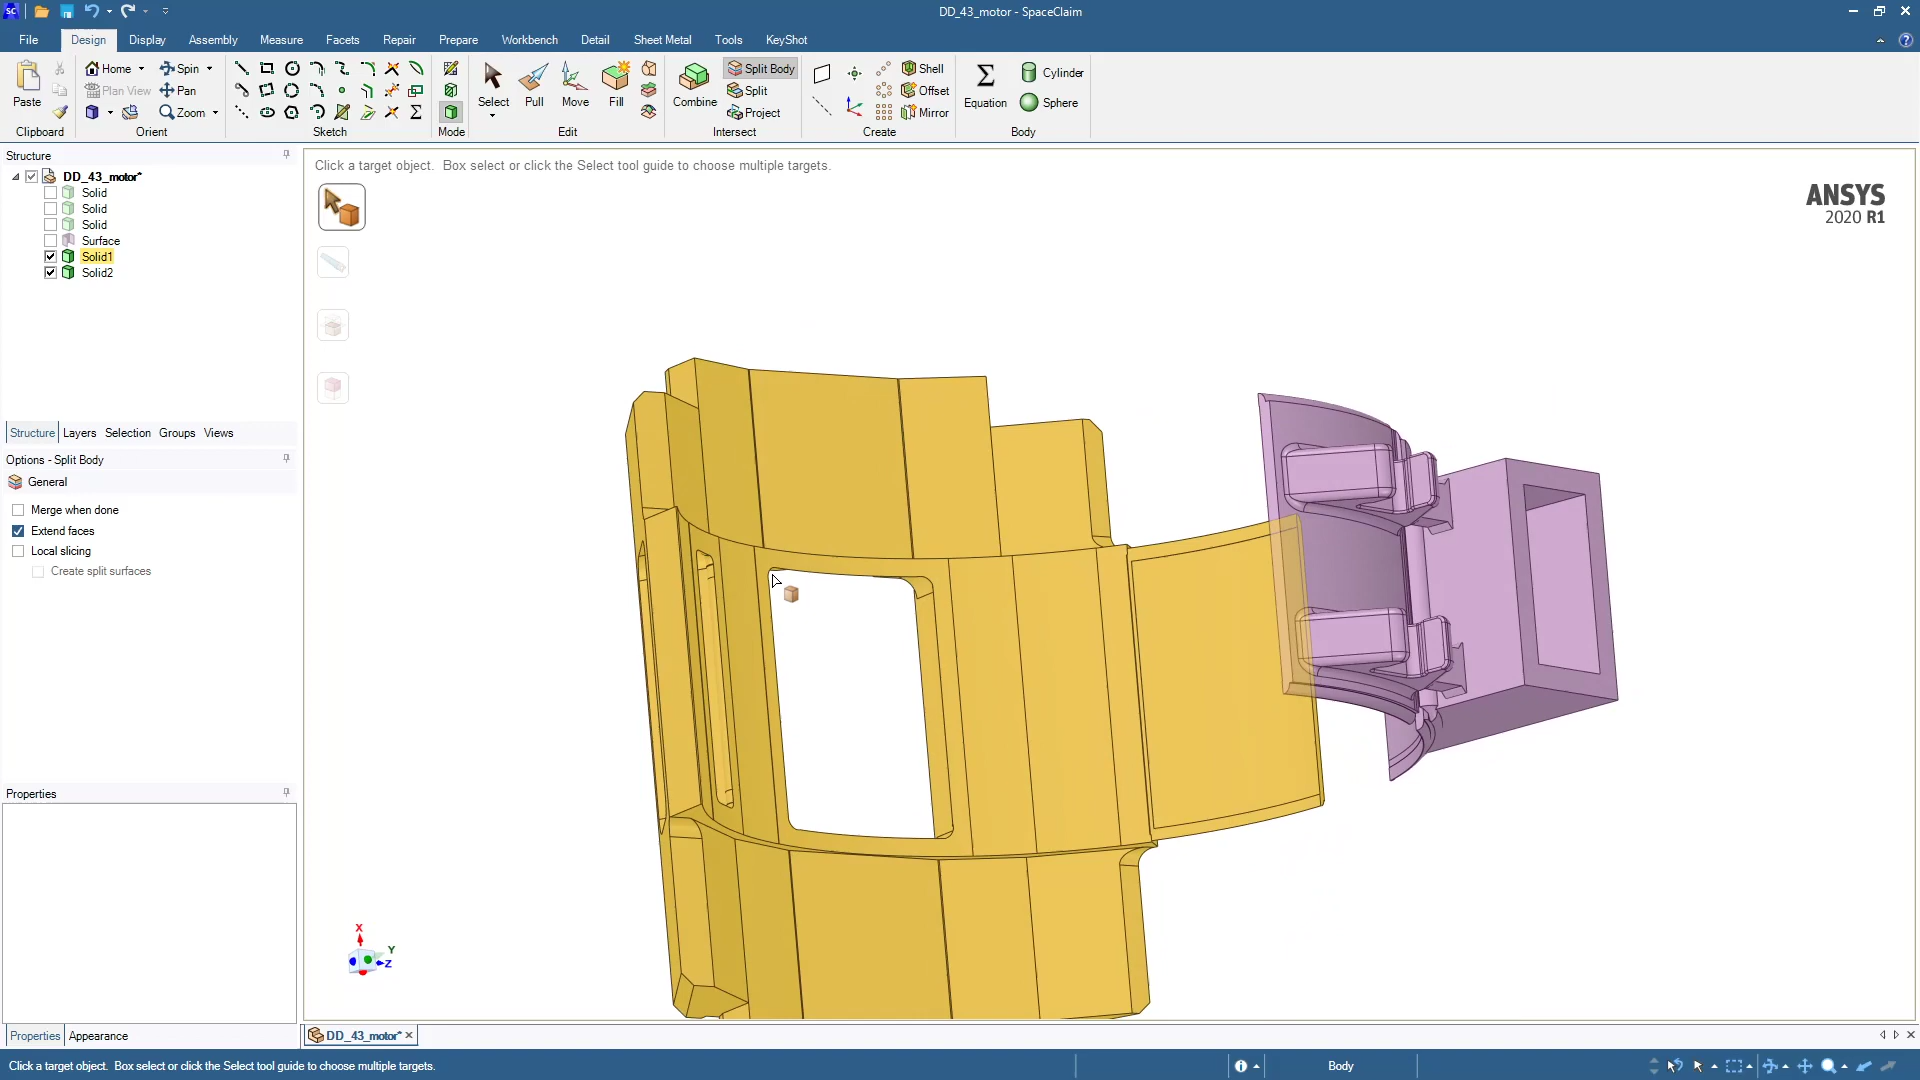 DD_43_motor - SpaceClaim
File Design Display Assembly Measure Facets Repair Prepare Workbench Detail Sheet Metal Tools KeyShot
Paste
Clipboard
Home Spin
Plan View Pan
Zoom
Orient
Sketch
Mode
Select Pull Move Fill
Edit
Combine
Split Body
Split
Project
Intersect
Shell
Offset
Mirror
Create
Equation
Cylinder
Sphere
Body
Structure
DD_43_motor*
Solid
Solid
Solid
Surface
Solid1
Solid2
Structure Layers Selection Groups Views
Options - Split Body
General
Merge when done
Extend faces
Local slicing
Create split surfaces
Properties
Properties Appearance
Click a target object. Box select or click the Select tool guide to choose multiple targets.
ANSYS
2020 R1
X
Y
Z
DD_43_motor*
Click a target object. Box select or click the Select tool guide to choose multiple targets.
Body